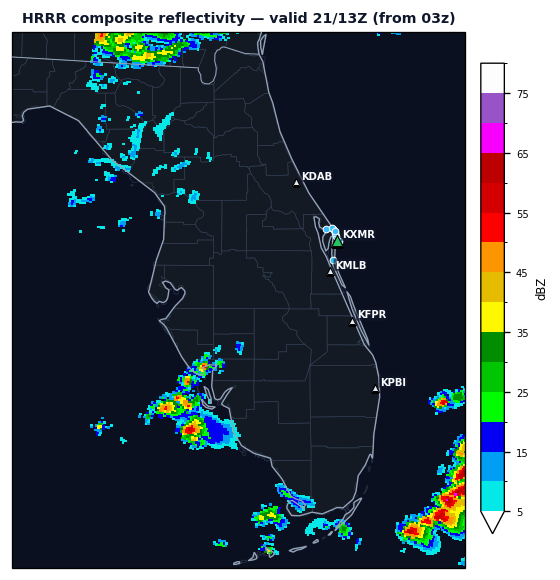 HRRR composite reflectivity — valid 21/13Z (from 03z)
KDAB
KXMR
KMLB
KFPR
KPBI
75
65
55
45
35
25
15
5
dBZ